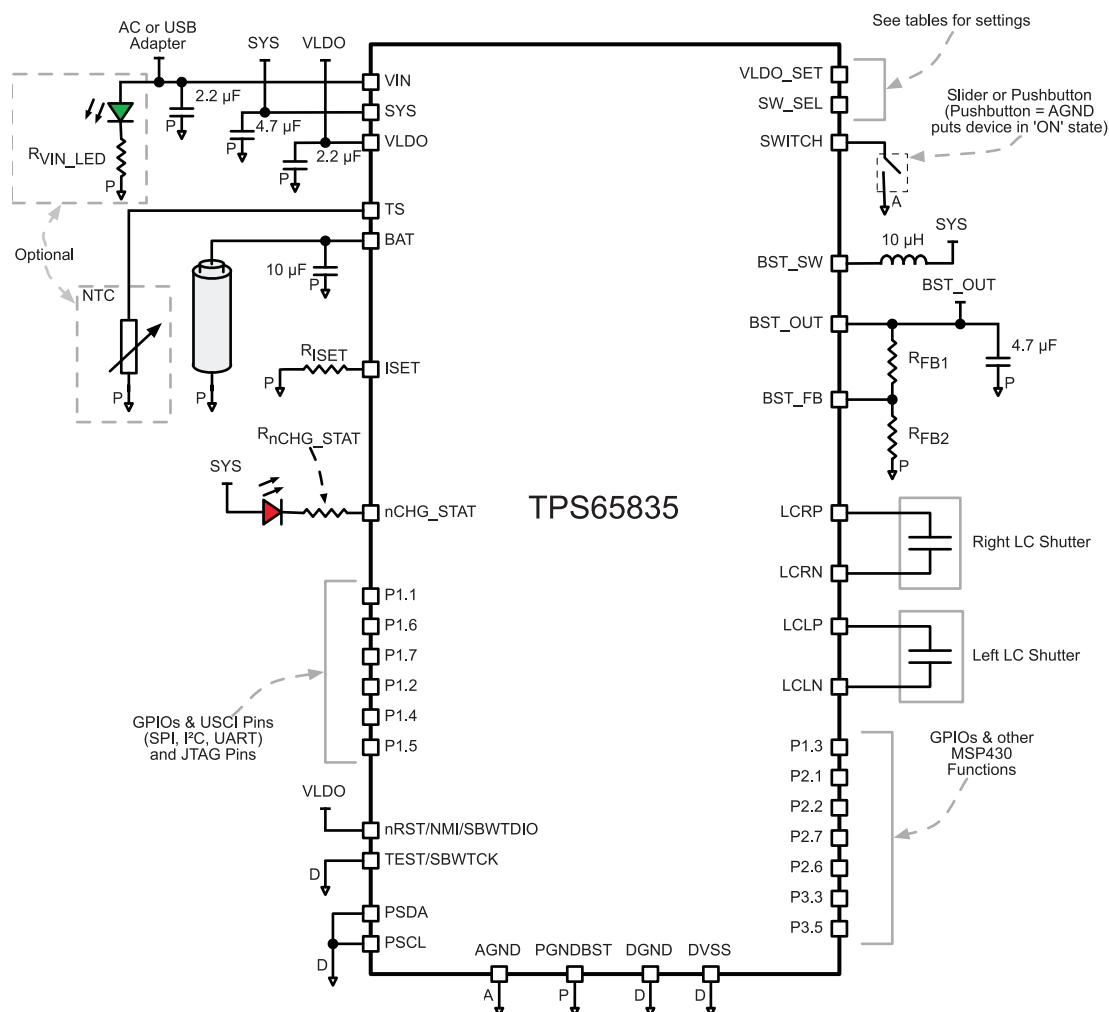 AC or USB
Adapter
SYS
VLDO
See tables for settings
VIN
2.2 µF
SYS
4.7 µF
VLDO
2.2 µF
RVIN_LED
P
P
P
P
VLDO_SET
SW_SEL
SWITCH
Slider or Pushbutton
(Pushbutton = AGND
puts device in 'ON' state)
A
TS
BAT
Optional
10 µF
P
NTC
P
P
BST_SW
10 µH
SYS
BST_OUT
BST_OUT
RFB1
4.7 µF
P
BST_FB
RFB2
P
RISET
ISET
P
RnCHG_STAT
SYS
nCHG_STAT
TPS65835
LCRP
LCRN
Right LC Shutter
LCLP
LCLN
Left LC Shutter
P1.1
P1.6
P1.7
P1.2
P1.4
P1.5
GPIOs & USCI Pins
(SPI, I²C, UART)
and JTAG Pins
P1.3
P2.1
P2.2
P2.7
P2.6
P3.3
P3.5
GPIOs & other
MSP430
Functions
VLDO
nRST/NMI/SBWTDIO
TEST/SBWTCK
D
PSDA
PSCL
D
AGND
PGNDBST
DGND
DVSS
A
P
D
D